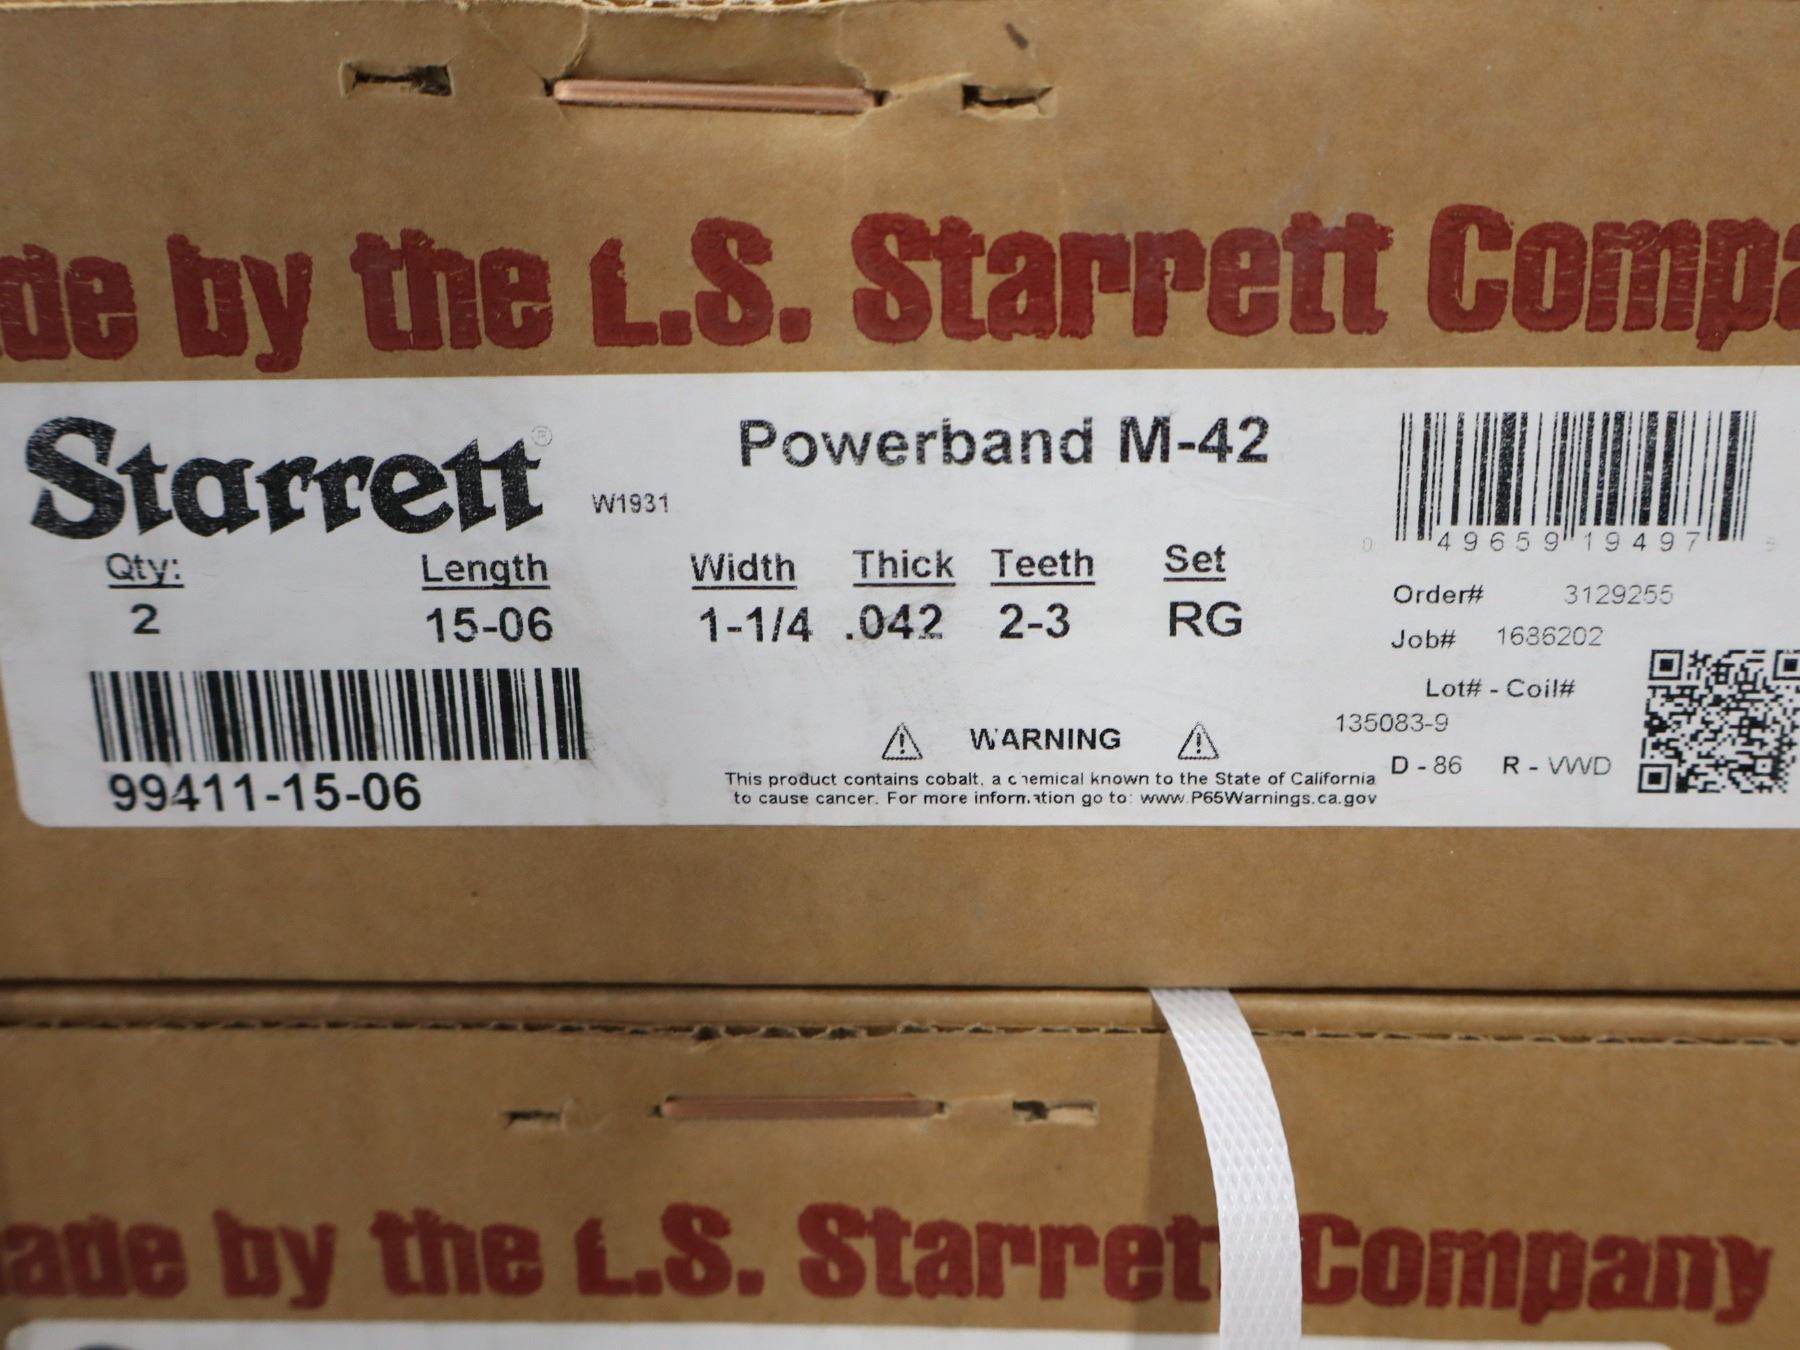 de by the L.S. Starrett Compa
Starrett®
W1931
Powerband M-42
Qty: Length Width Thick Teeth Set
2 15-06 1-1/4 .042 2-3 RG
99411-15-06
0 49659 19497
Order# 3129255
Job# 1636202
Lot# - Coil#
135083-9
D - 86 R - VWD
WARNING
This product contains cobalt, a chemical known to the State of California
to cause cancer. For more information go to: www.P65Warnings.ca.gov
ade by the L.S. Starret Company